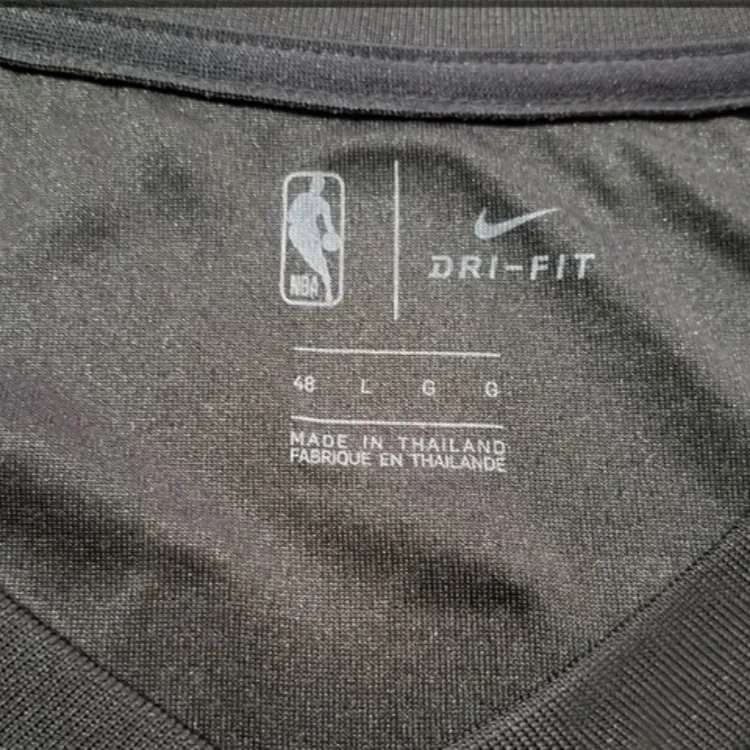 NBA
DRI-FIT
48 L G G
MADE IN THAILAND
FABRIQUE EN THAILANDE